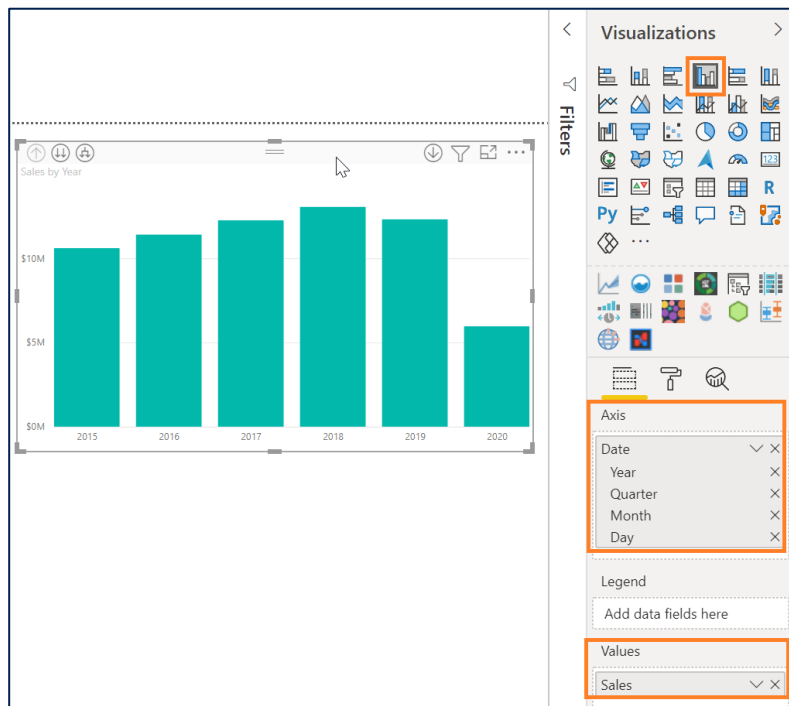 Visualizations
Filters
Sales by Year
$10M
$5M
$0M
2015 2016 2017 2018 2019 2020
123
R
Py
Axis
Date
Year
Quarter
Month
Day
Legend
Add data fields here
Values
Sales